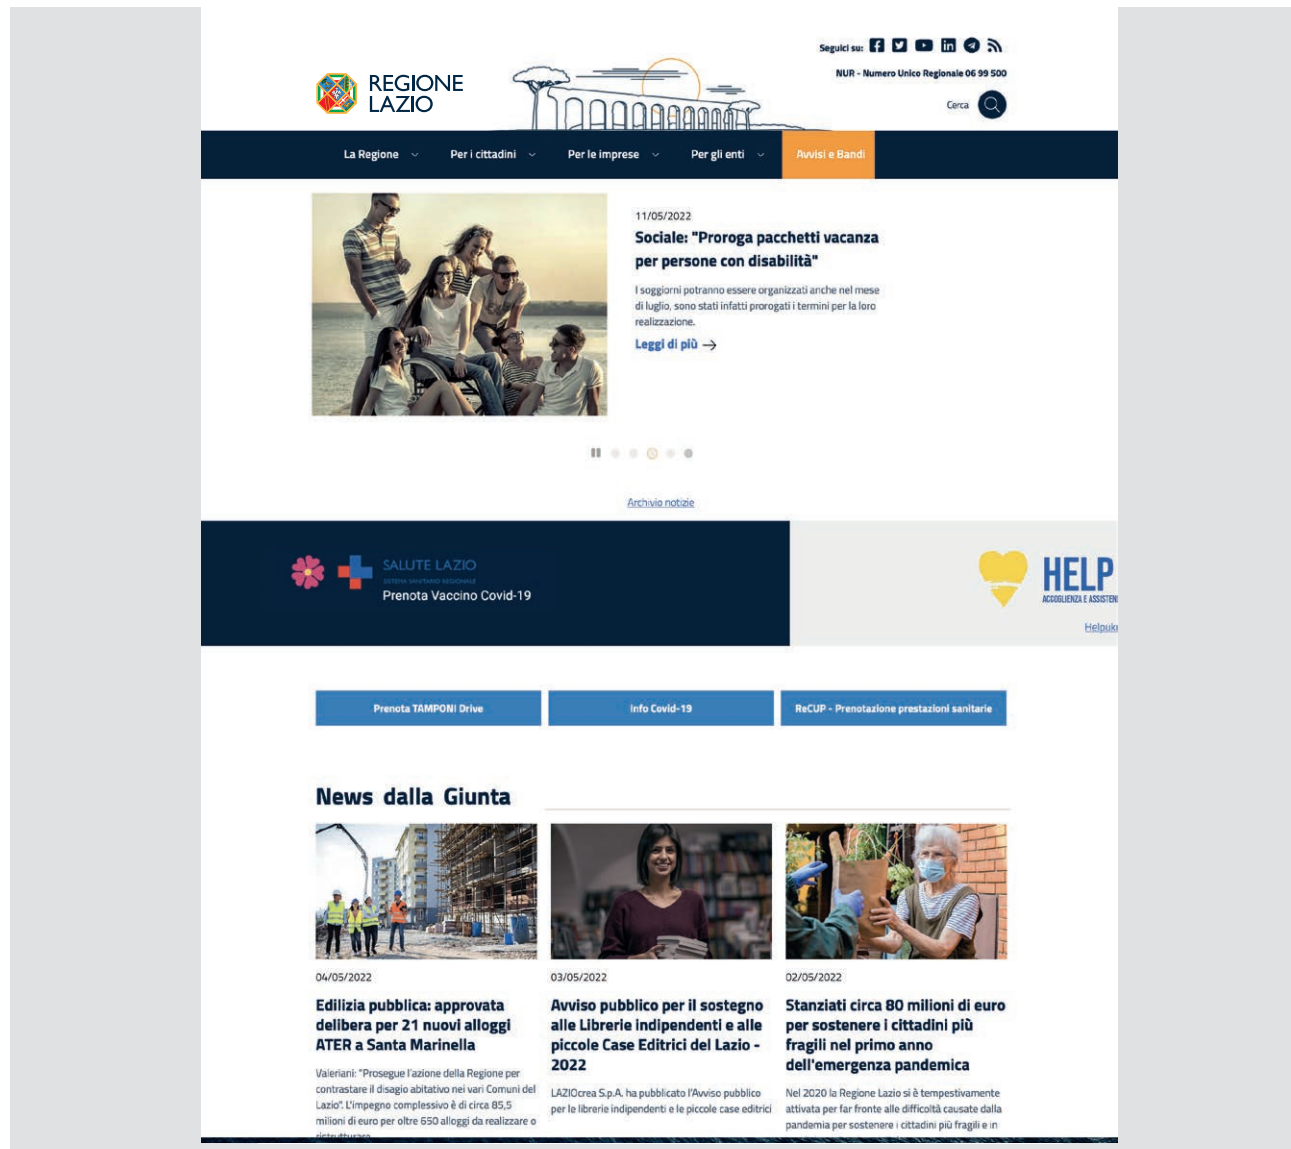 Seguici su:
NUR - Numero Unico Regionale 06 99 500
REGIONE
LAZIO
Cerca
La Regione
Per i cittadini
Per le imprese
Per gli enti
Avvisi e Bandi
11/05/2022
Sociale: "Proroga pacchetti vacanza
per persone con disabilità"
I soggiorni potranno essere organizzati anche nel mese
di luglio, sono stati infatti prorogati i termini per la loro
realizzazione.
Leggi di più →
Archivio notizie
SALUTE LAZIO
SISTEMA SANITARIO REGIONALE
Prenota Vaccino Covid-19
HELP
ACCOGLIENZA E ASSISTEN
Helpuk
Prenota TAMPONI Drive
Info Covid-19
ReCUP - Prenotazione prestazioni sanitarie
News dalla Giunta
04/05/2022
Edilizia pubblica: approvata
delibera per 21 nuovi alloggi
ATER a Santa Marinella
Valeriani: "Prosegue l'azione della Regione per
contrastare il disagio abitativo nei vari Comuni del
Lazio". L'impegno complessivo è di circa 85,5
milioni di euro per oltre 650 alloggi da realizzare o
ristrutturare
03/05/2022
Avviso pubblico per il sostegno
alle Librerie indipendenti e alle
piccole Case Editrici del Lazio -
2022
LAZIOcrea S.p.A. ha pubblicato l'Avviso pubblico
per le librerie indipendenti e le piccole case editrici
02/05/2022
Stanziati circa 80 milioni di euro
per sostenere i cittadini più
fragili nel primo anno
dell'emergenza pandemica
Nel 2020 la Regione Lazio si è tempestivamente
attivata per far fronte alle difficoltà causate dalla
pandemia per sostenere i cittadini più fragili e in